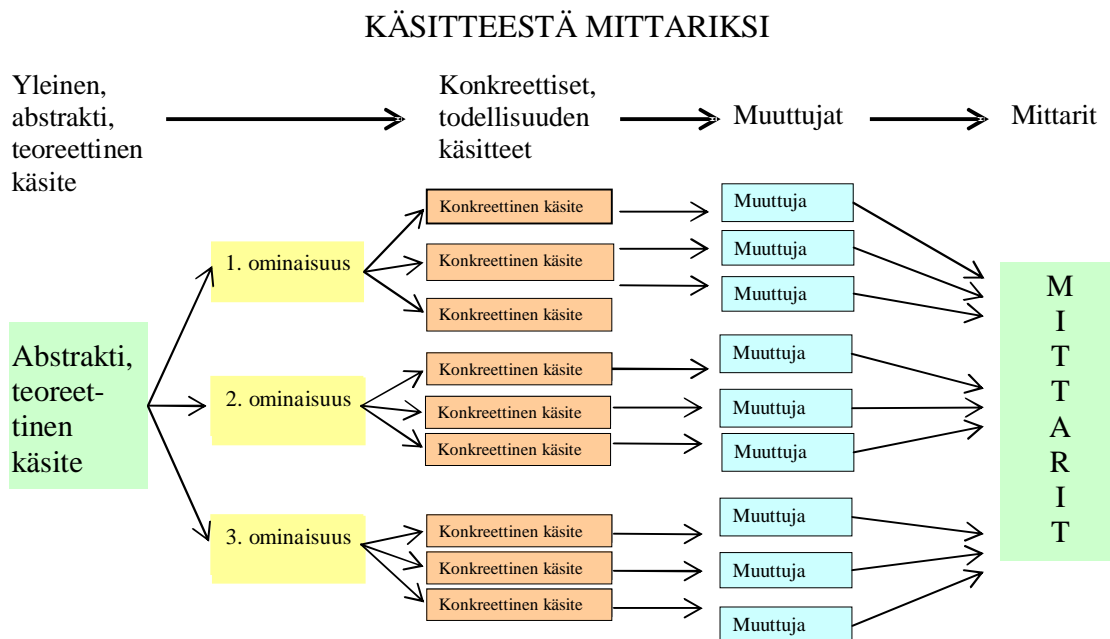 KÄSITTEESTÄ MITTARIKSI
Yleinen,
abstrakti,
teoreettinen
käsite
Konkreettiset,
todellisuuden
käsitteet
Muuttujat
Mittarit
Abstrakti,
teoreet-
tinen
käsite
1. ominaisuus
2. ominaisuus
3. ominaisuus
Konkreettinen käsite
Konkreettinen käsite
Konkreettinen käsite
Konkreettinen käsite
Konkreettinen käsite
Konkreettinen käsite
Konkreettinen käsite
Konkreettinen käsite
Konkreettinen käsite
Muuttuja
Muuttuja
Muuttuja
Muuttuja
Muuttuja
Muuttuja
Muuttuja
Muuttuja
Muuttuja
M
I
T
T
A
R
I
T